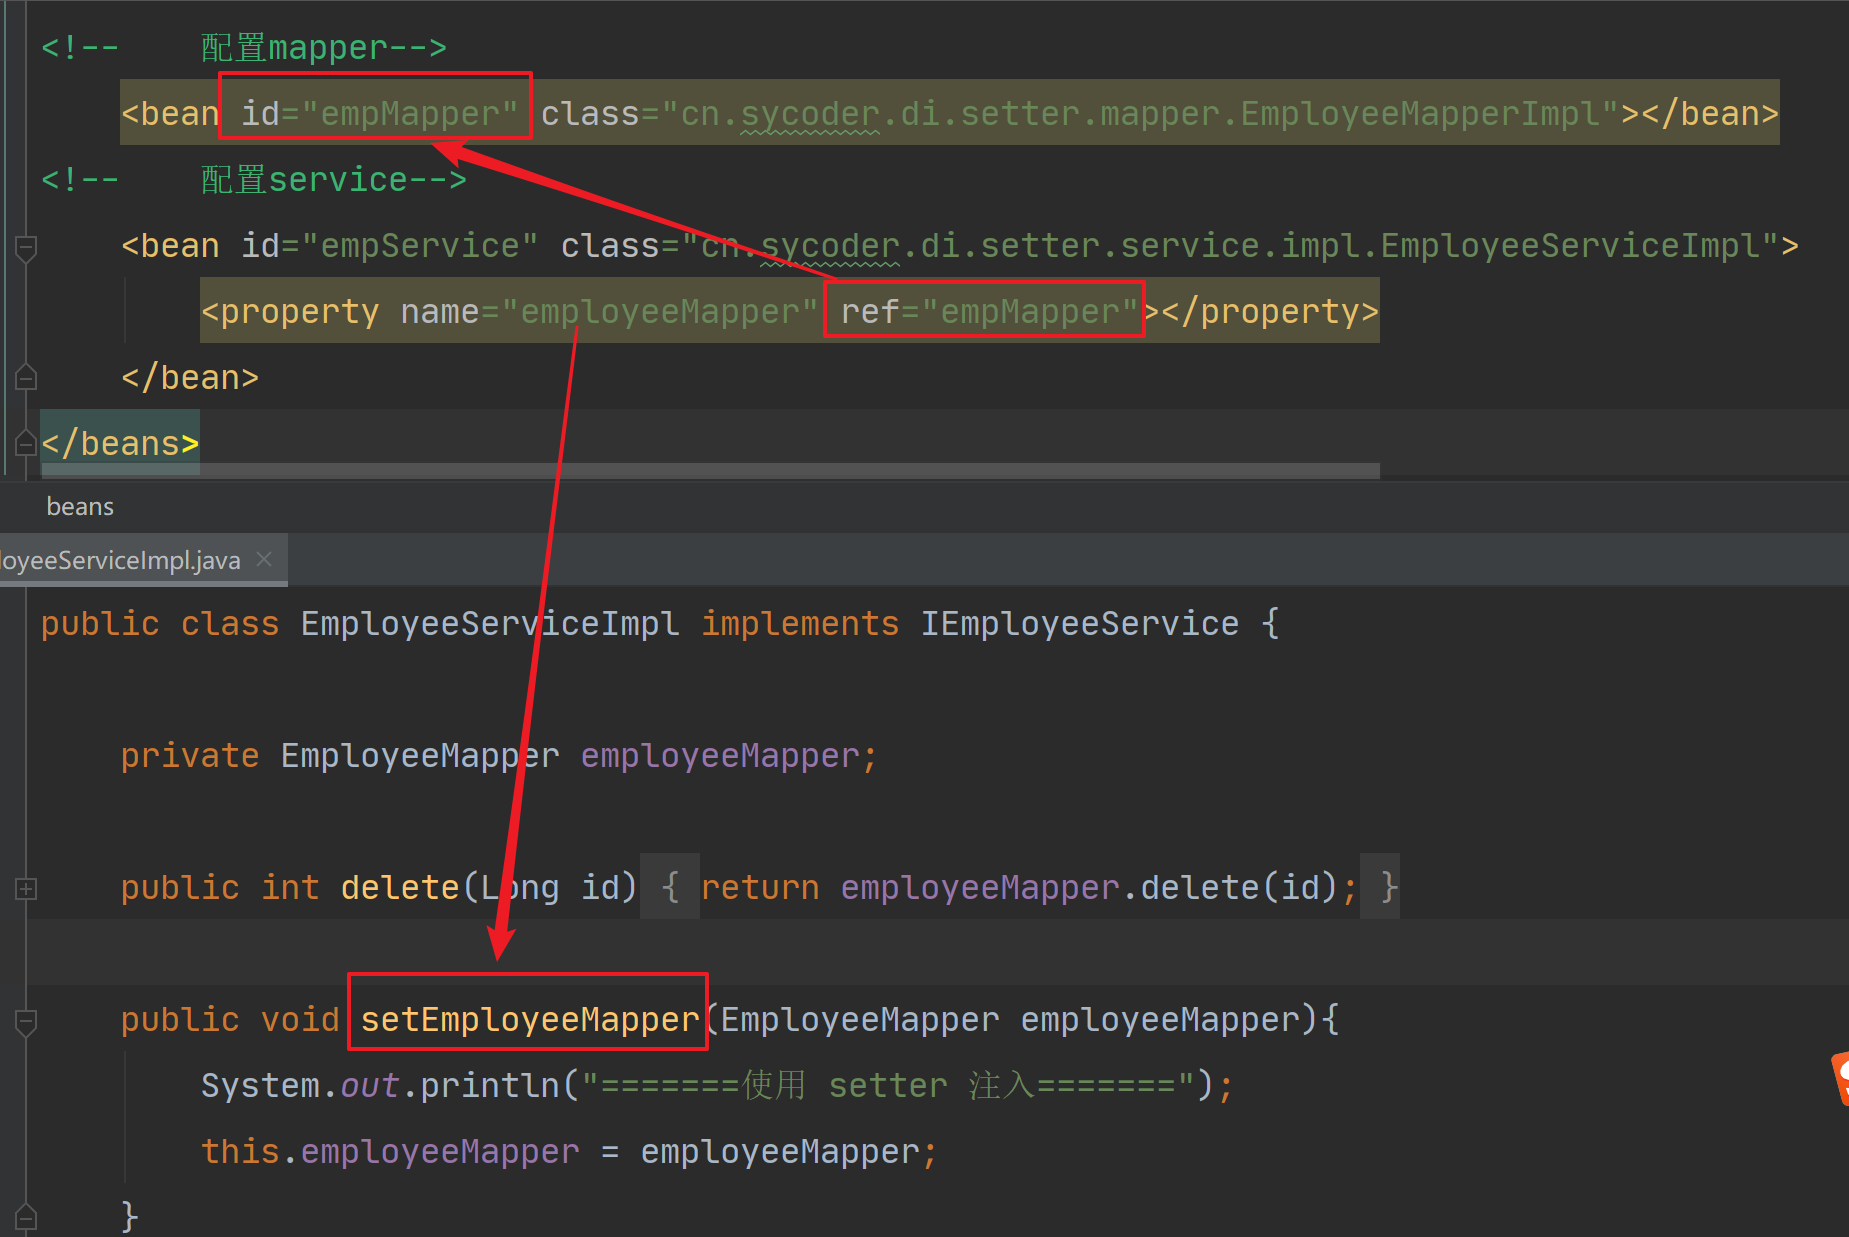 <!--    配置mapper-->
    <bean id="empMapper" class="cn.sycoder.di.setter.mapper.EmployeeMapperImpl"></bean>
<!--    配置service-->
    <bean id="empService" class="cn.sycoder.di.setter.service.impl.EmployeeServiceImpl">
        <property name="employeeMapper" ref="empMapper"></property>
    </bean>
</beans>
beans
loyeeServiceImpl.java
public class EmployeeServiceImpl implements IEmployeeService {
    private EmployeeMapper employeeMapper;
    public int delete(Long id) { return employeeMapper.delete(id); }
    public void setEmployeeMapper(EmployeeMapper employeeMapper){
        System.out.println("=======使用 setter 注入=======");
        this.employeeMapper = employeeMapper;
    }